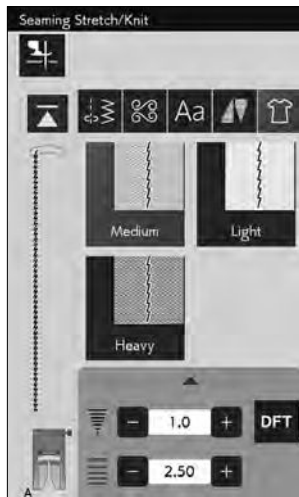 Seaming Stretch/Knit
Aa
Medium
Light
Heavy
1.0
DFT
2.50
A